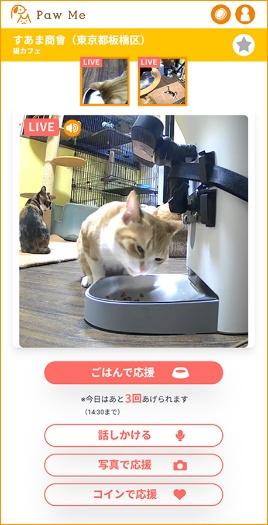 Paw Me
すあま商會（東京都板橋区）
猫カフェ
LIVE
LIVE
LIVE
ごはんで応援
※今日はあと3回あげられます
（14:30まで）
話しかける
写真で応援
コインで応援